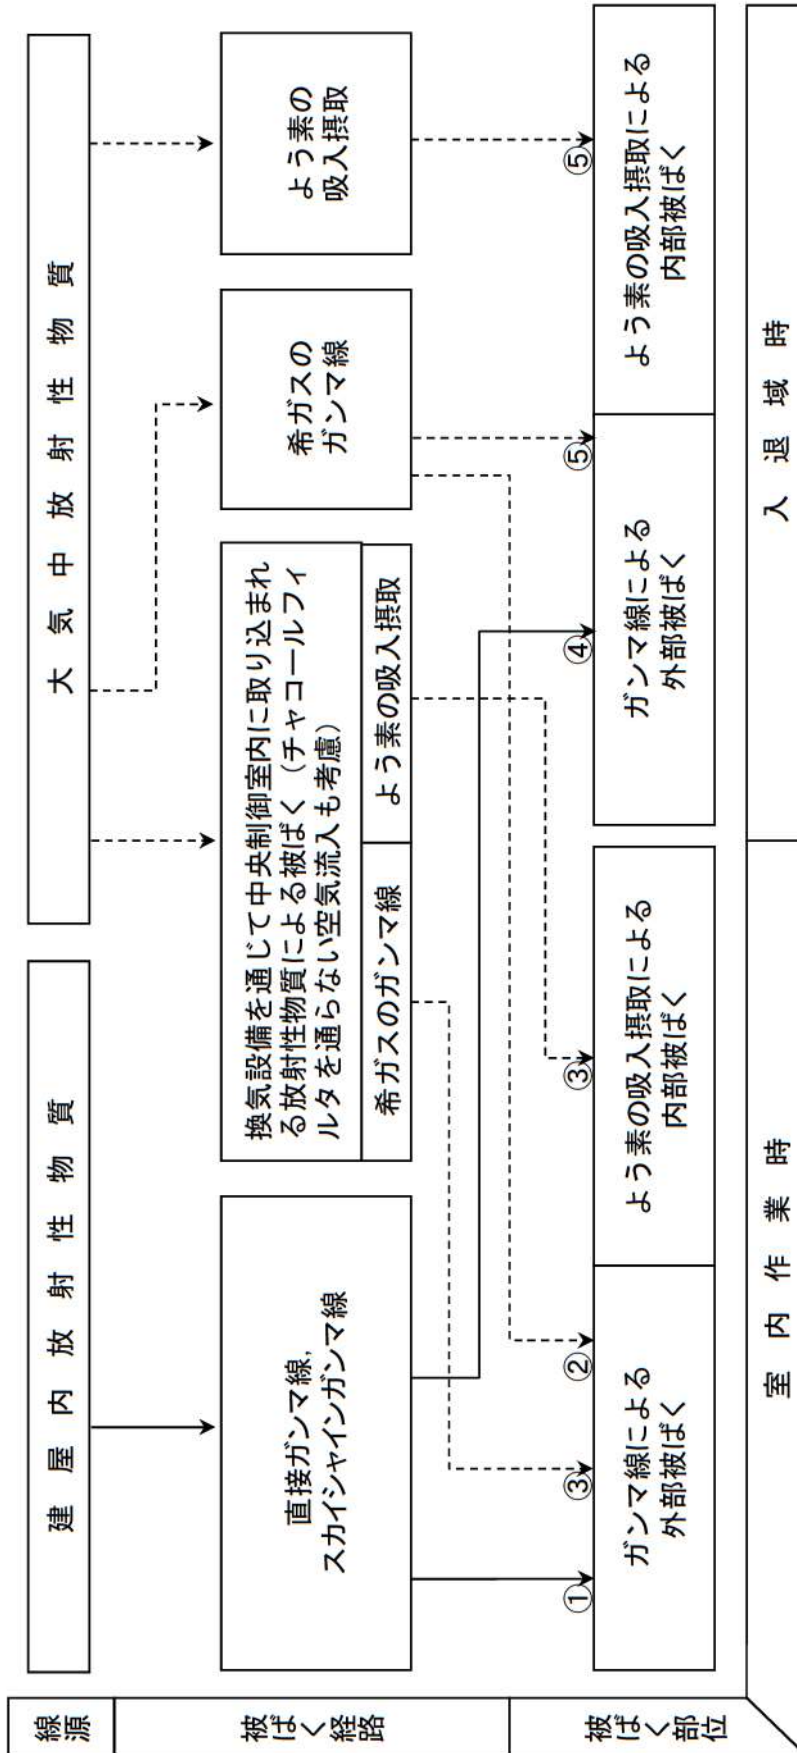 線源
建屋内放射性物質
大気中放射性物質
被ばく経路
直接ガンマ線,
スカイシャインガンマ線
換気設備を通じて中央制御室内に取り込まれ
る放射性物質による被ばく（チャコールフィ
ルタを通らない空気流入も考慮）
希ガスのガンマ線
よう素の吸入摂取
希ガスの
ガンマ線
よう素の
吸入摂取
被ばく部位
①
③
②
③
④
⑤
⑤
ガンマ線による
外部被ばく
よう素の吸入摂取による
内部被ばく
ガンマ線による
外部被ばく
よう素の吸入摂取による
内部被ばく
室内作業時
入退域時